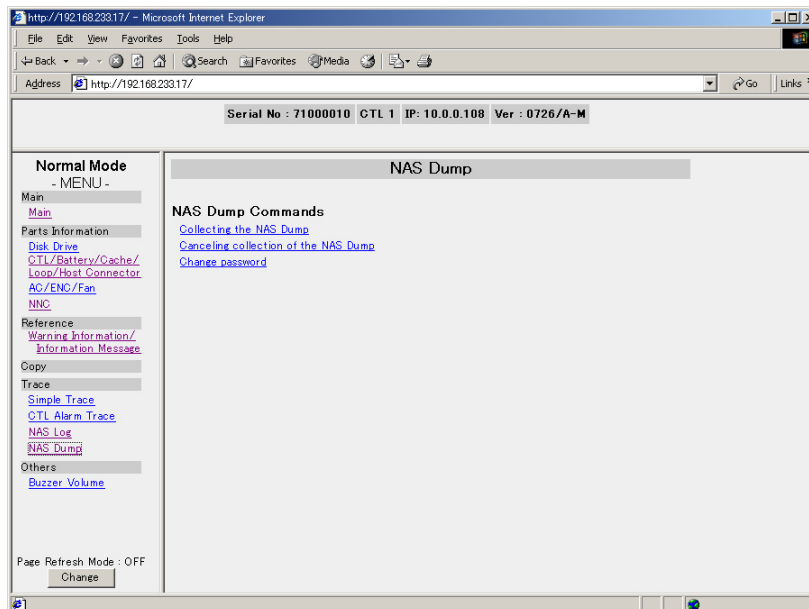 http://192.168.233.17/ - Microsoft Internet Explorer
File Edit View Favorites Tools Help
Back Search Favorites Media
Address http://192.168.233.17/ Go Links
Serial No : 71000010 CTL 1 IP: 10.0.0.108 Ver : 0726/A-M
Normal Mode
- MENU -
Main
Main
Parts Information
Disk Drive
CTL/Battery/Cache/
Loop/Host Connector
AC/ENC/Fan
NNC
Reference
Warning Information/
Information Message
Copy
Trace
Simple Trace
CTL Alarm Trace
NAS Log
NAS Dump
Others
Buzzer Volume
Page Refresh Mode : OFF
Change
NAS Dump
NAS Dump Commands
Collecting the NAS Dump
Canceling collection of the NAS Dump
Change password